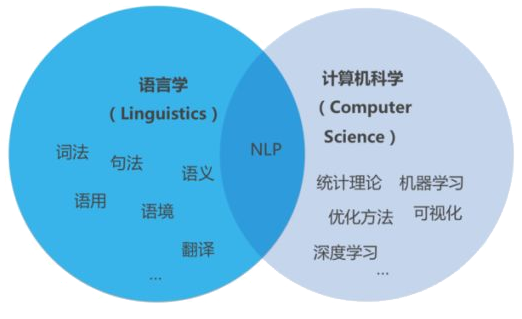 语言学
（Linguistics）
词法
句法
语义
语用
语境
翻译
...
NLP
计算机科学
（Computer
Science）
统计理论
机器学习
优化方法
可视化
深度学习
...